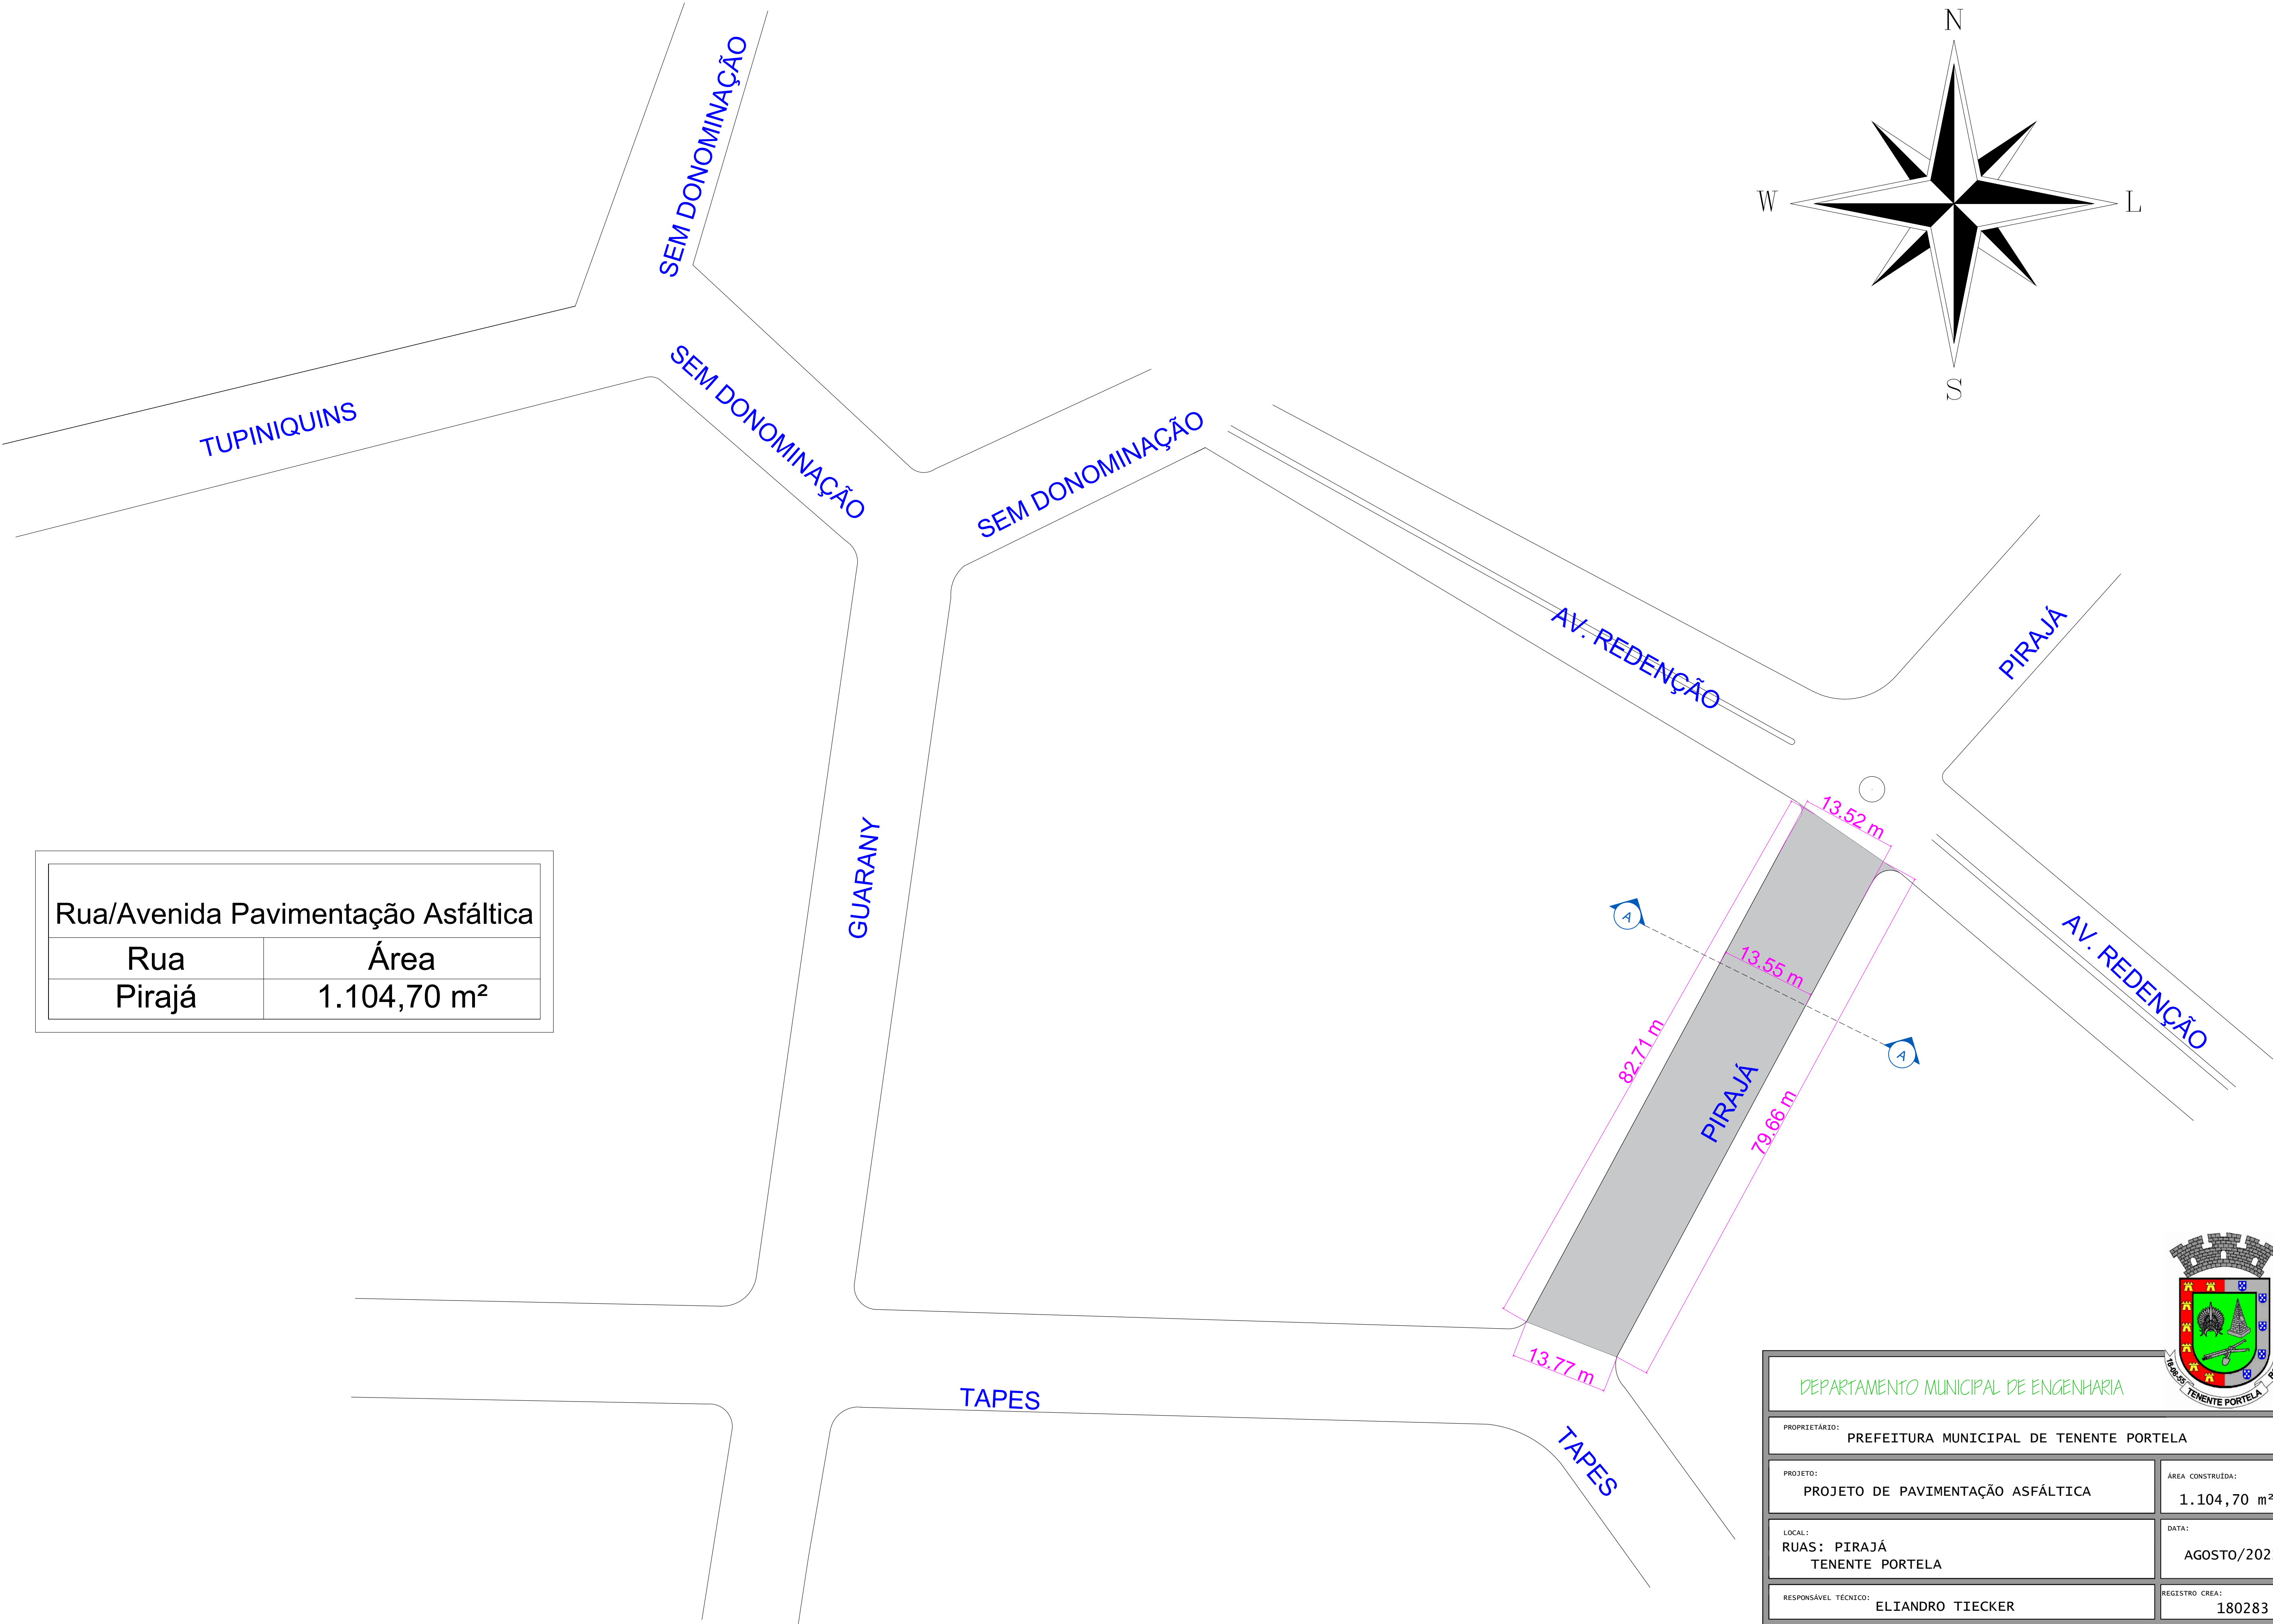 N
W
L
S
SEM DONOMINAÇÃO
SEM DONOMINAÇÃO
SEM DONOMINAÇÃO
TUPINIQUINS
AV. REDENÇÃO
PIRAJÁ
13.52 m
GUARANY
A
13.55 m
AV. REDENÇÃO
A
82.71 m
PIRAJÁ
79.66 m
13.77 m
TAPES
TAPES
Rua/Avenida Pavimentação Asfáltica
Rua
Área
Pirajá
1.104,70 m²
18-08-55
TENENTE PORTELA
DEPARTAMENTO MUNICIPAL DE ENGENHARIA
PROPRIETÁRIO:
PREFEITURA MUNICIPAL DE TENENTE PORTELA
PROJETO:
PROJETO DE PAVIMENTAÇÃO ASFÁLTICA
ÁREA CONSTRUÍDA:
1.104,70 m²
LOCAL:
RUAS: PIRAJÁ
TENENTE PORTELA
DATA:
AGOSTO/202
RESPONSÁVEL TÉCNICO:
ELIANDRO TIECKER
REGISTRO CREA:
180283